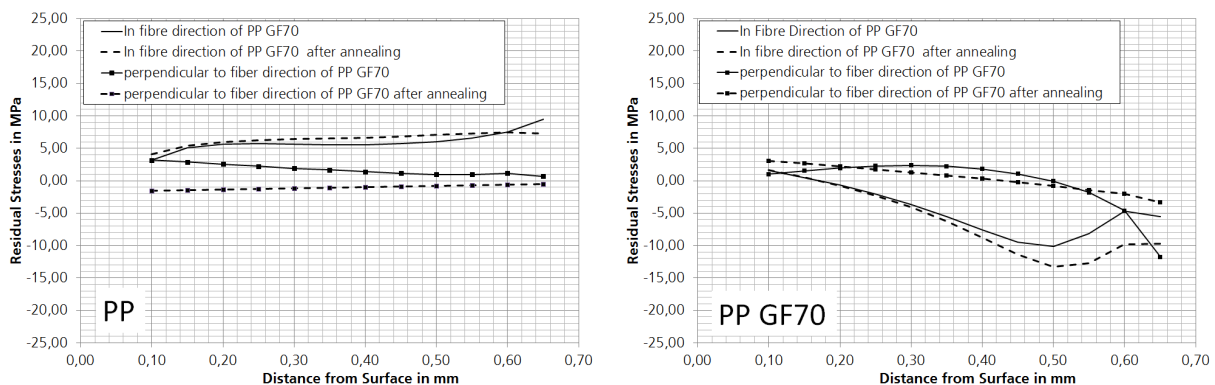 25,00
20,00
15,00
10,00
5,00
0,00
-5,00
-10,00
-15,00
-20,00
-25,00
Residual Stresses in MPa
In fibre direction of PP GF70
In fibre direction of PP GF70 after annealing
perpendicular to fiber direction of PP GF70
perpendicular to fiber direction of PP GF70 after annealing
PP
0,00 0,10 0,20 0,30 0,40 0,50 0,60 0,70
Distance from Surface in mm
25,00
20,00
15,00
10,00
5,00
0,00
-5,00
-10,00
-15,00
-20,00
-25,00
Residual Stresses in MPa
In Fibre Direction of PP GF70
In fibre direction of PP GF70 after annealing
perpendicular to fiber direction of PP GF70
perpendicular to fiber direction of PP GF70 after annealing
PP GF70
0,00 0,10 0,20 0,30 0,40 0,50 0,60 0,70
Distance from Surface in mm